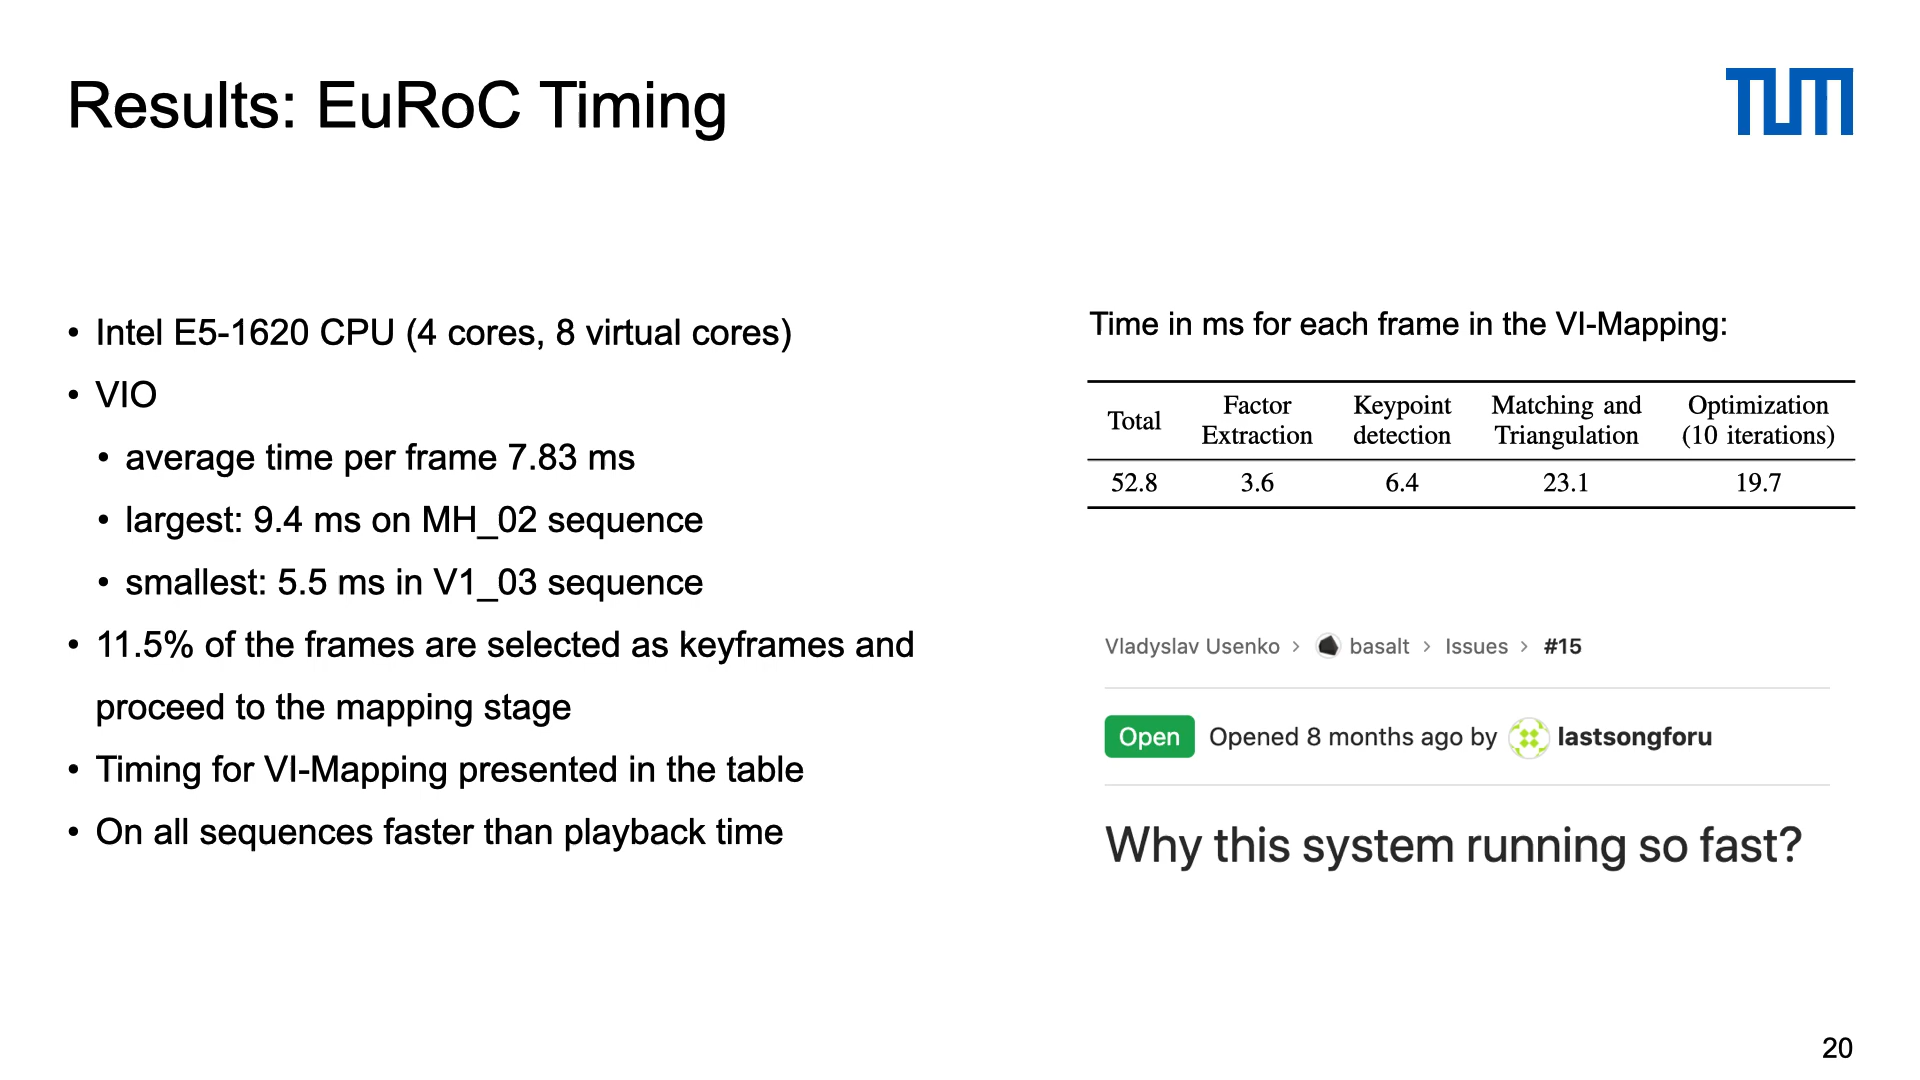 Results: EuRoC Timing
TUM
• Intel E5-1620 CPU (4 cores, 8 virtual cores)
• VIO
• average time per frame 7.83 ms
• largest: 9.4 ms on MH_02 sequence
• smallest: 5.5 ms in V1_03 sequence
• 11.5% of the frames are selected as keyframes and
proceed to the mapping stage
• Timing for VI-Mapping presented in the table
• On all sequences faster than playback time
Time in ms for each frame in the VI-Mapping:
Total Factor Extraction Keypoint detection Matching and Triangulation Optimization (10 iterations)
52.8 3.6 6.4 23.1 19.7
Vladyslav Usenko > basalt > Issues > #15
Open Opened 8 months ago by lastsongforu
Why this system running so fast?
20